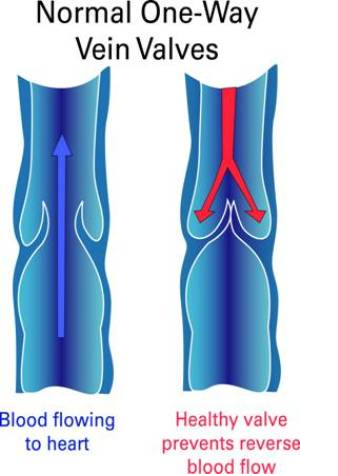 Normal One-Way
Vein Valves
Blood flowing
to heart
Healthy valve
prevents reverse
blood flow